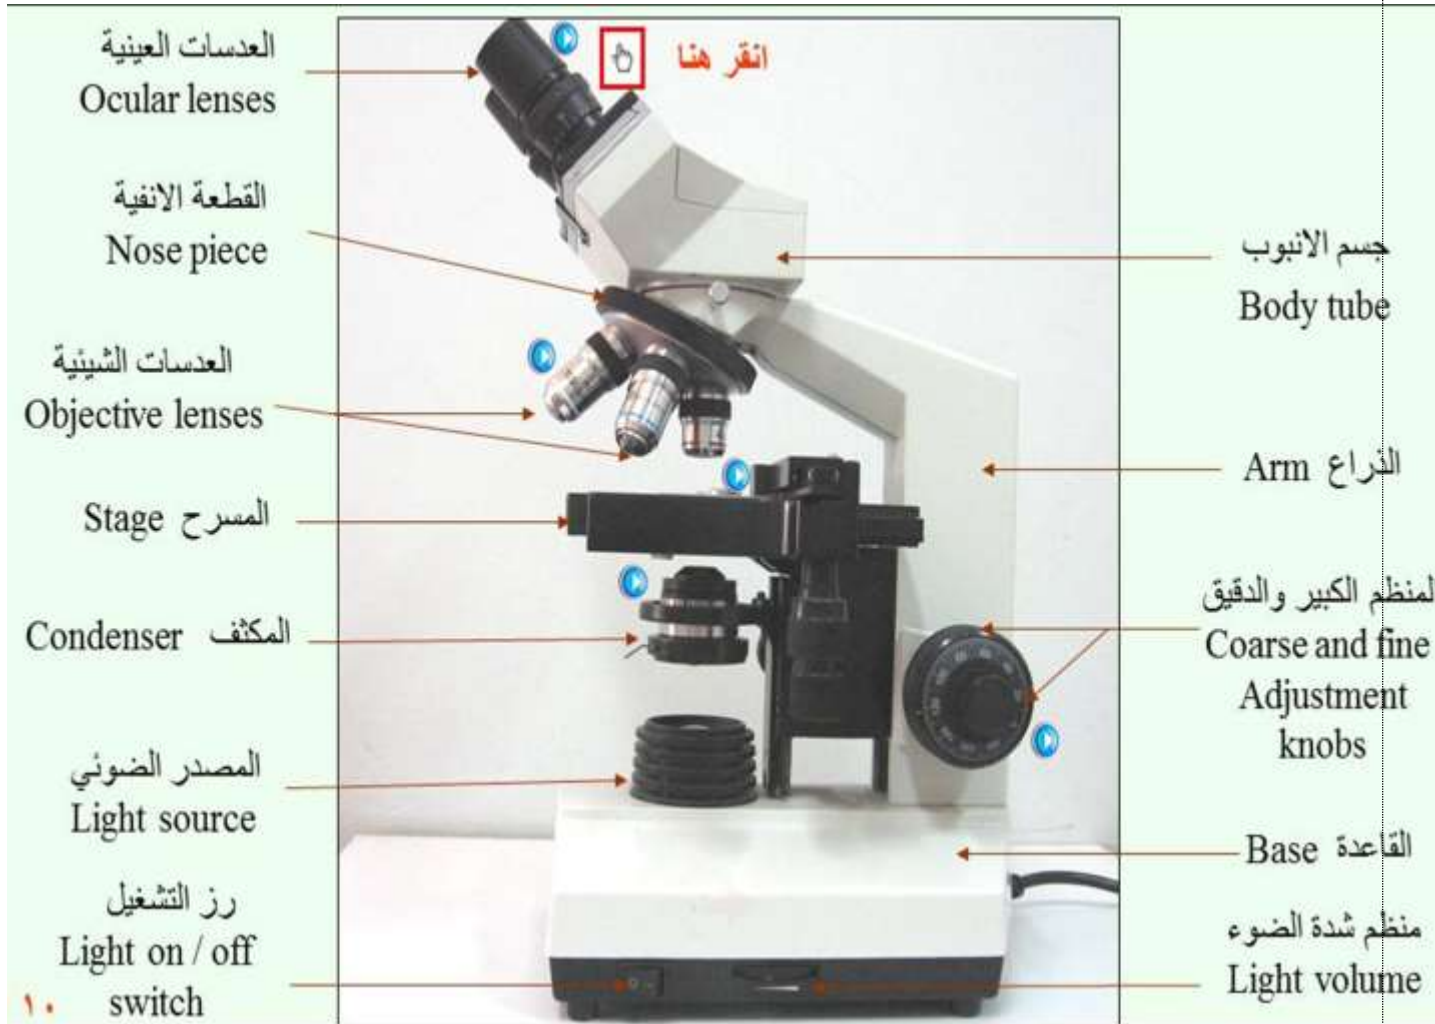 العدسات العينية
Ocular lenses
انقر هنا
القطعة الانفية
Nose piece
العدسات الشيئية
Objective lenses
المسرح Stage
المكثف Condenser
المصدر الضوئي
Light source
رز التشغيل
Light on / off
switch
١٠
جسم الانبوب
Body tube
الذراع Arm
لمنظم الكبير والدقيق
Coarse and fine
Adjustment
knobs
القاعدة Base
منظم شدة الضوء
Light volume